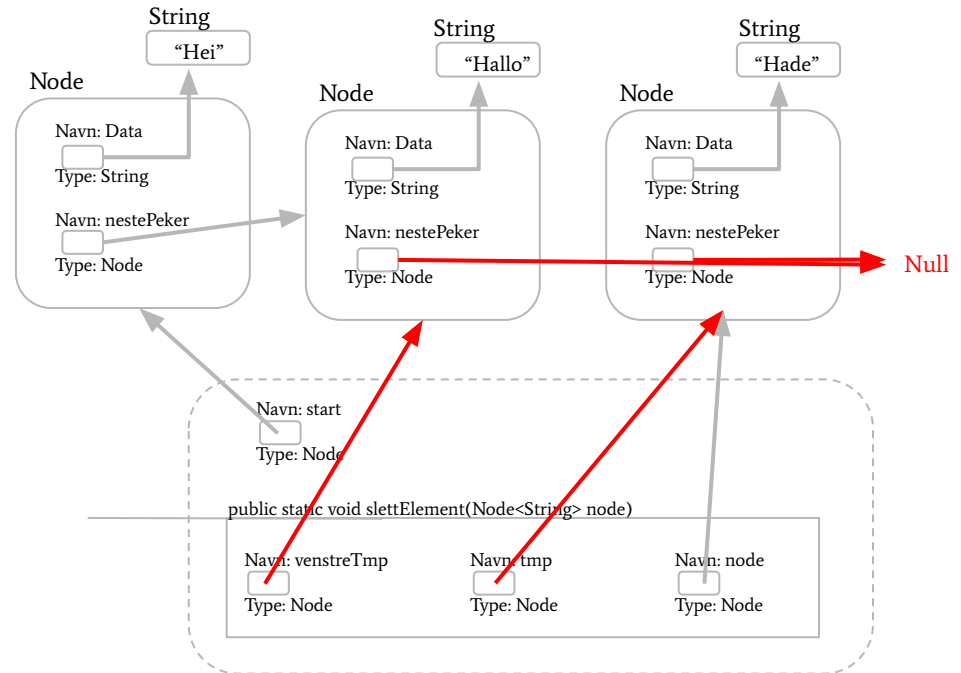 String
“Hei”
Node
Navn: Data
Type: String
Navn: nestePeker
Type: Node
String
“Hallo”
Node
Navn: Data
Type: String
Navn: nestePeker
Type: Node
String
“Hade”
Node
Navn: Data
Type: String
Navn: nestePeker
Type: Node
Null
Navn: start
Type: Node
public static void slettElement(Node<String> node)
Navn: venstreTmp
Type: Node
Navn: tmp
Type: Node
Navn: node
Type: Node